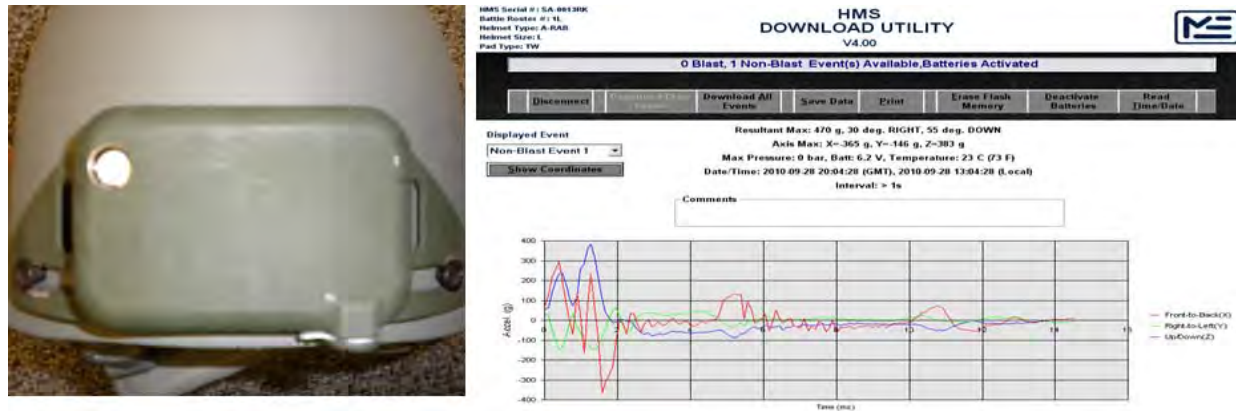 HMS Serial #: SA-0613RK
Battle Roster #: 1L
Helmet Type: A-RAB
Helmet Size: L
Pad Type: TW
HMS
DOWNLOAD UTILITY
V4.00
ME
0 Blast, 1 Non-Blast Event(s) Available,Batteries Activated
Disconnect
Download All Events
Save Data
Print
Erase Flash Memory
Deactivate Batteries
Read Time/Date
Displayed Event
Non-Blast Event 1
Show Coordinates
Resultant Max: 470 g, 30 deg. RIGHT, 55 deg. DOWN
Axis Max: X=-365 g, Y=-146 g, Z=383 g
Max Pressure: 0 bar, Batt: 6.2 V, Temperature: 23 C (73 F)
Date/Time: 2010-09-28 20:04:28 (GMT), 2010-09-28 13:04:28 (Local)
Interval: > 1s
Comments
400
300
200
100
0
-100
-200
-300
-400
Accel. (g)
Time (ms)
Front-to-Back(X)
Right-to-Left(Y)
Up/Down(Z)